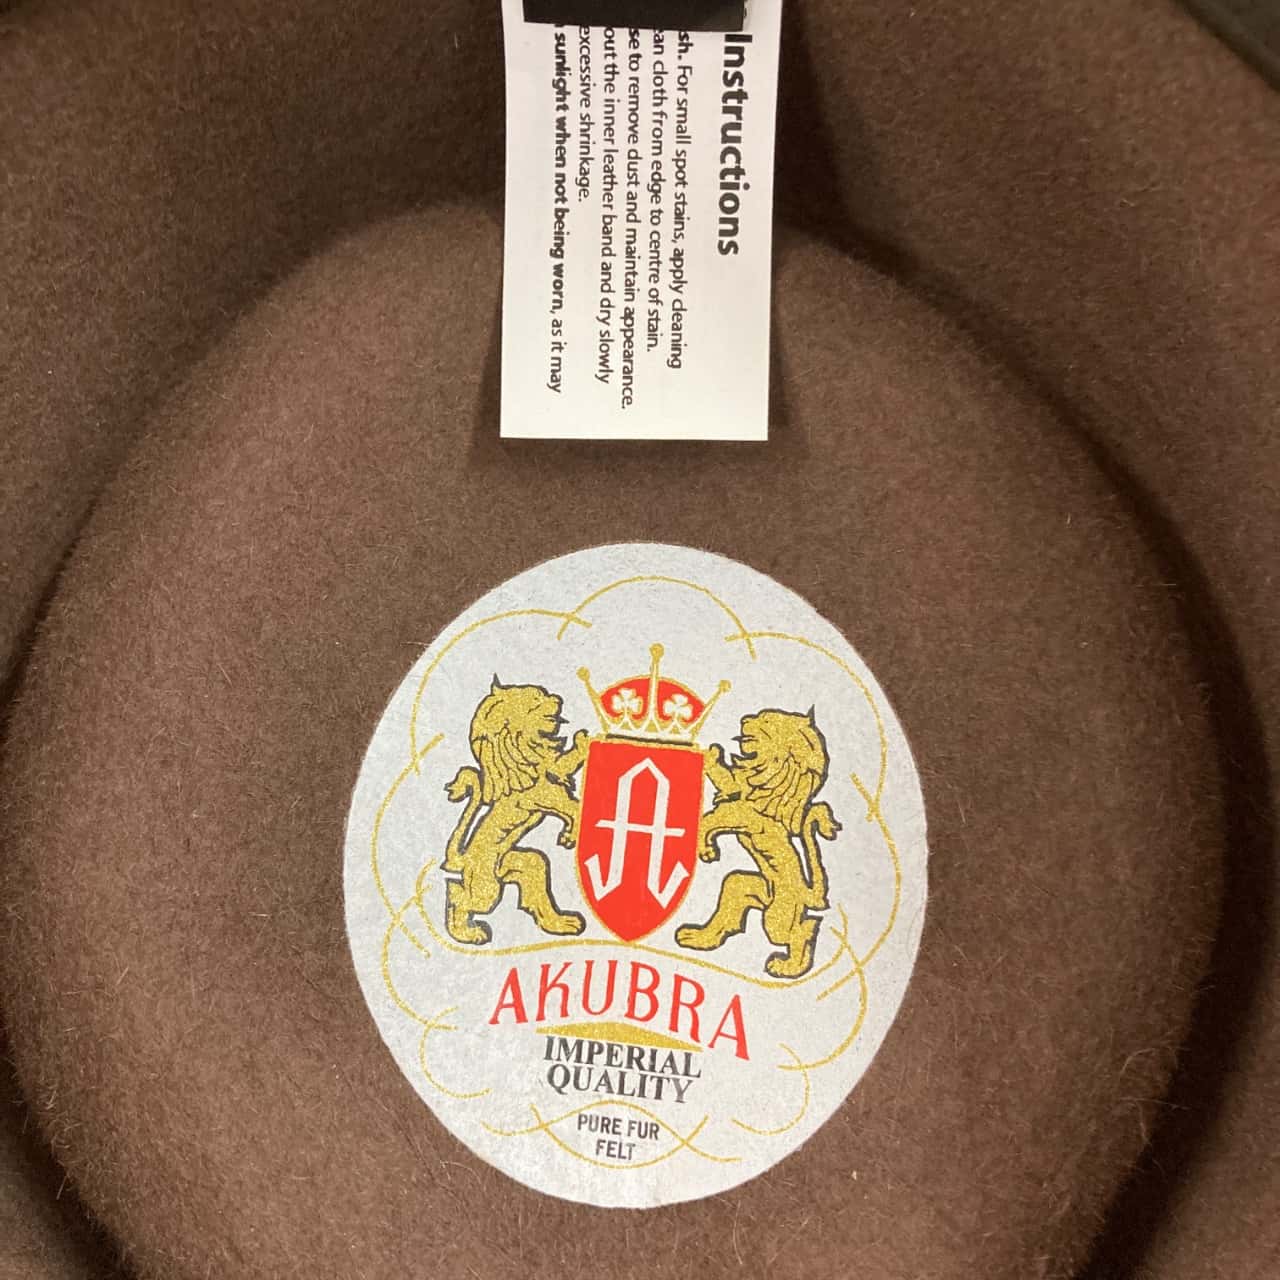 Instructions
sh. For small spot stains, apply cleaning
an cloth from edge to centre of stain.
se to remove dust and maintain appearance.
out the inner leather band and dry slowly
excessive shrinkage.
sunlight when not being worn, as it may
A
AKUBRA
IMPERIAL
QUALITY
PURE FUR
FELT